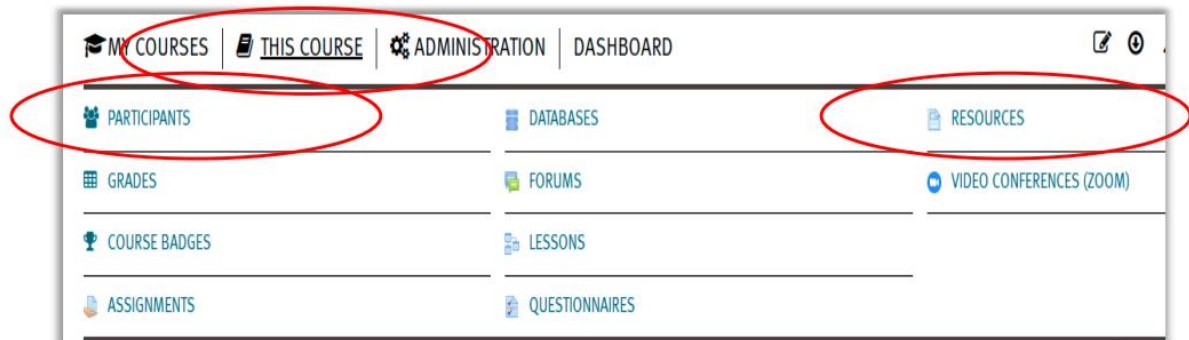 MY COURSES THIS COURSE ADMINISTRATION DASHBOARD
PARTICIPANTS DATABASES RESOURCES
GRADES FORUMS VIDEO CONFERENCES (ZOOM)
COURSE BADGES LESSONS
ASSIGNMENTS QUESTIONNAIRES